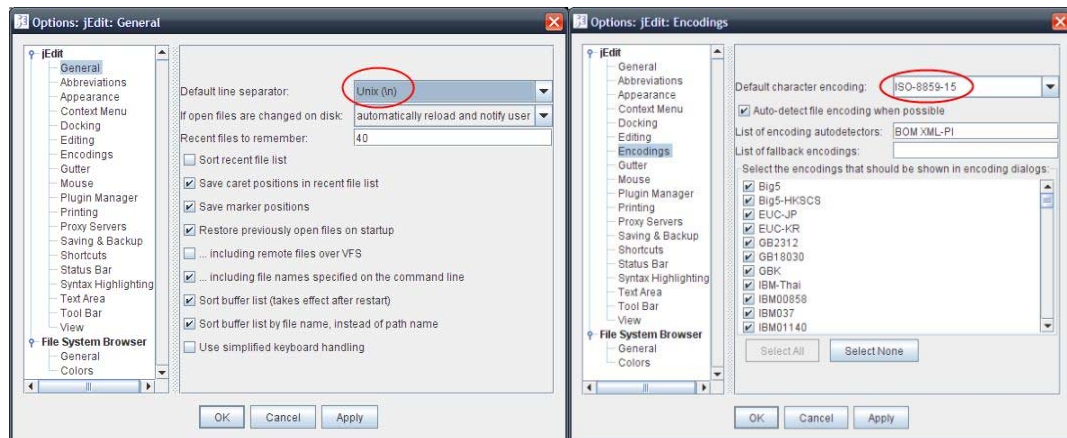 Options: jEdit: General
jEdit
General
Abbreviations
Appearance
Context Menu
Docking
Editing
Encodings
Gutter
Mouse
Plugin Manager
Printing
Proxy Servers
Saving & Backup
Shortcuts
Status Bar
Syntax Highlighting
Text Area
Tool Bar
View
File System Browser
General
Colors
Default line separator: Unix (\n)
If open files are changed on disk: automatically reload and notify user
Recent files to remember: 40
Sort recent file list
Save caret positions in recent file list
Save marker positions
Restore previously open files on startup
... including remote files over VFS
... including file names specified on the command line
Sort buffer list (takes effect after restart)
Sort buffer list by file name, instead of path name
Use simplified keyboard handling
OK Cancel Apply
Options: jEdit: Encodings
jEdit
General
Abbreviations
Appearance
Context Menu
Docking
Editing
Encodings
Gutter
Mouse
Plugin Manager
Printing
Proxy Servers
Saving & Backup
Shortcuts
Status Bar
Syntax Highlighting
Text Area
Tool Bar
View
File System Browser
General
Colors
Default character encoding: ISO-8859-15
Auto-detect file encoding when possible
List of encoding autodetectors: BOM XML-PI
List of fallback encodings:
Select the encodings that should be shown in encoding dialogs:
Big5
Big5-HKSCS
EUC-JP
EUC-KR
GB2312
GB18030
GBK
IBM-Thai
IBM00858
IBM037
IBM01140
Select All Select None
OK Cancel Apply